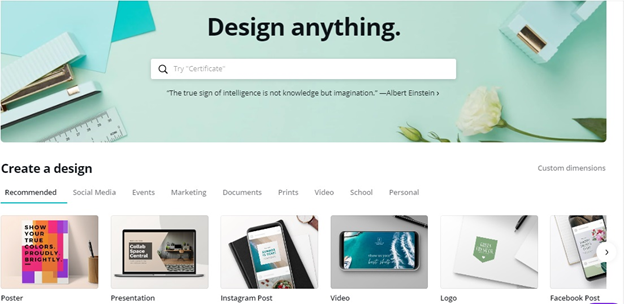 Design anything.
Try "Certificate"
"The true sign of intelligence is not knowledge but imagination." —Albert Einstein ›
Create a design
Custom dimensions
Recommended Social Media Events Marketing Documents Prints Video School Personal
SHOW
YOUR
TRUE
COLORS.
PROUDLY.
BRIGHTLY.
Collab
Space
Central
Poster Presentation Instagram Post Video Logo Facebook Post